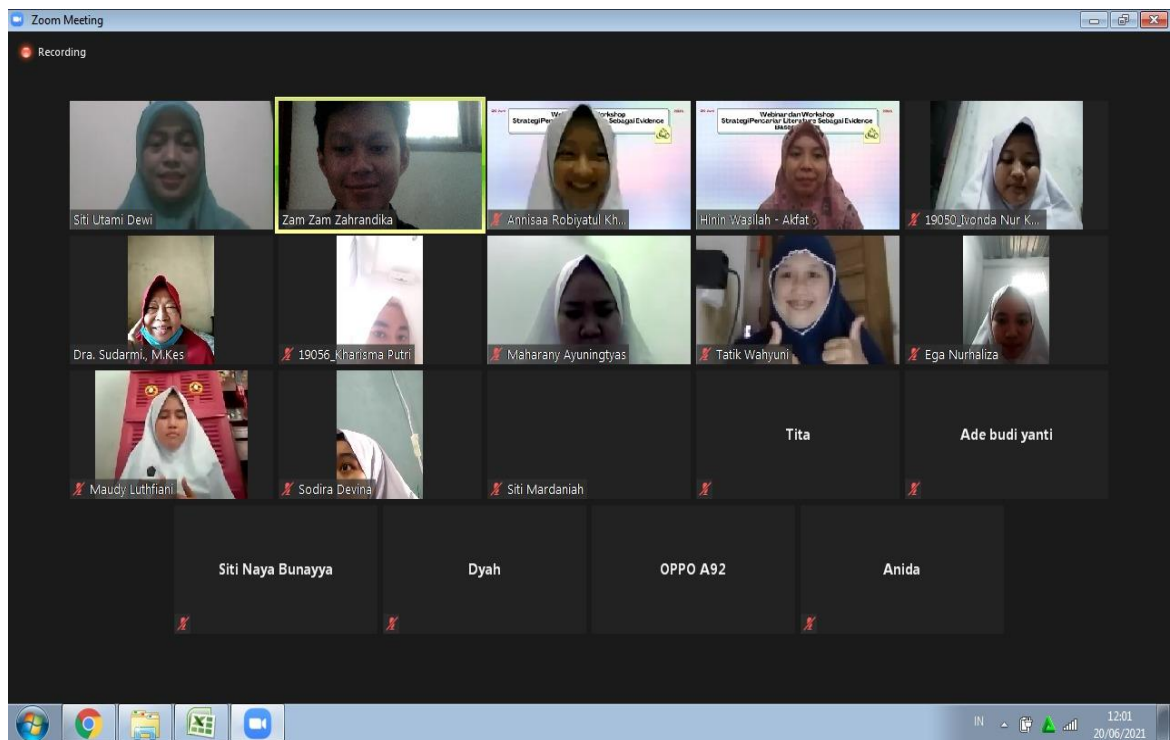 Zoom Meeting
Recording
Webinar dan Workshop
Strategi Pencarian Literature Sebagai Evidence
Siti Utami Dewi
Zam Zam Zahrandika
Annisaa Robiyatul Kh...
Hinin Wasilah - Akfat
19050_Ivonda Nur K...
Dra. Sudarmi., M.Kes
19056_Kharisma Putri
Maharany Ayuningtyas
Tatik Wahyuni
Ega Nurhaliza
Maudy Luthfiani
Sodira Devina
Siti Mardaniah
Tita
Ade budi yanti
Siti Naya Bunayya
Dyah
OPPO A92
Anida
IN
12:01
20/06/2021